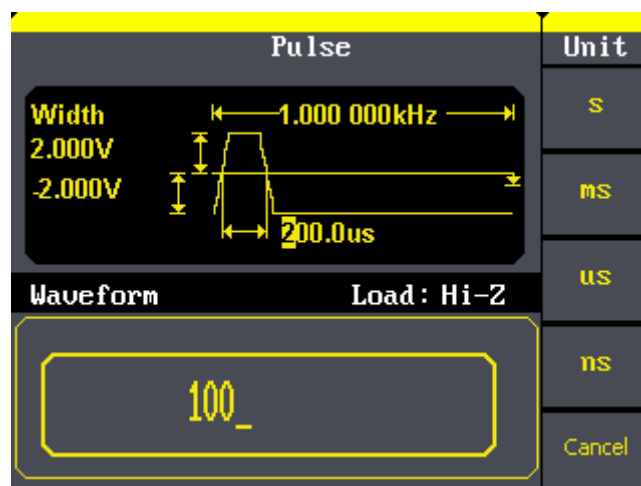 Pulse
Unit
Width
1.000 000kHz
2.000V
-2.000V
200.0us
Waveform
Load: Hi-Z
100_
s
ms
us
ns
Cancel